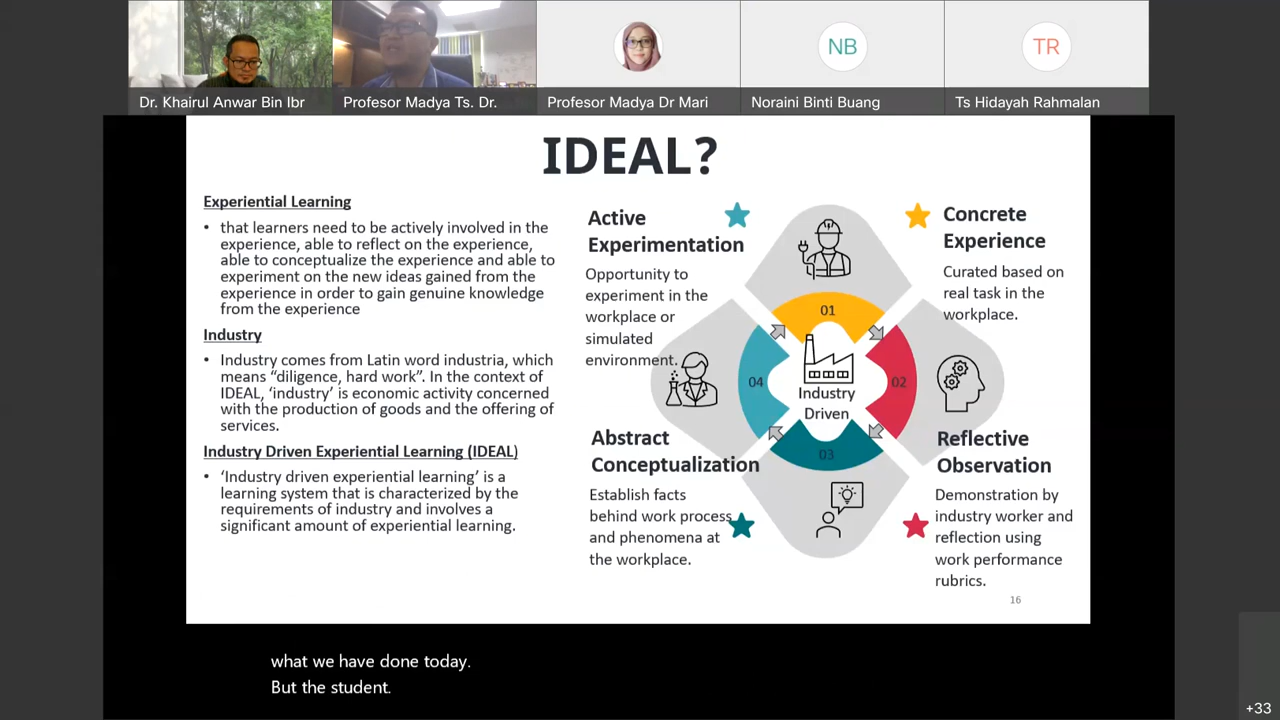 Dr. Khairul Anwar Bin Ibr
Profesor Madya Ts. Dr.
Profesor Madya Dr Mari
NB
Noraini Binti Buang
TR
Ts Hidayah Rahmalan
IDEAL?
Experiential Learning
• that learners need to be actively involved in the
experience, able to reflect on the experience,
able to conceptualize the experience and able to
experiment on the new ideas gained from the
experience in order to gain genuine knowledge
from the experience
Industry
• Industry comes from Latin word industria, which
means “diligence, hard work”. In the context of
IDEAL, ‘industry’ is economic activity concerned
with the production of goods and the offering of
services.
Industry Driven Experiential Learning (IDEAL)
• ‘Industry driven experiential learning’ is a
learning system that is characterized by the
requirements of industry and involves a
significant amount of experiential learning.
Active
Experimentation
Opportunity to
experiment in the
workplace or
simulated
environment.
Concrete
Experience
Curated based on
real task in the
workplace.
01
02
03
04
Industry
Driven
Abstract
Conceptualization
Establish facts
behind work process
and phenomena at
the workplace.
Reflective
Observation
Demonstration by
industry worker and
reflection using
work performance
rubrics.
16
what we have done today.
But the student.
+33